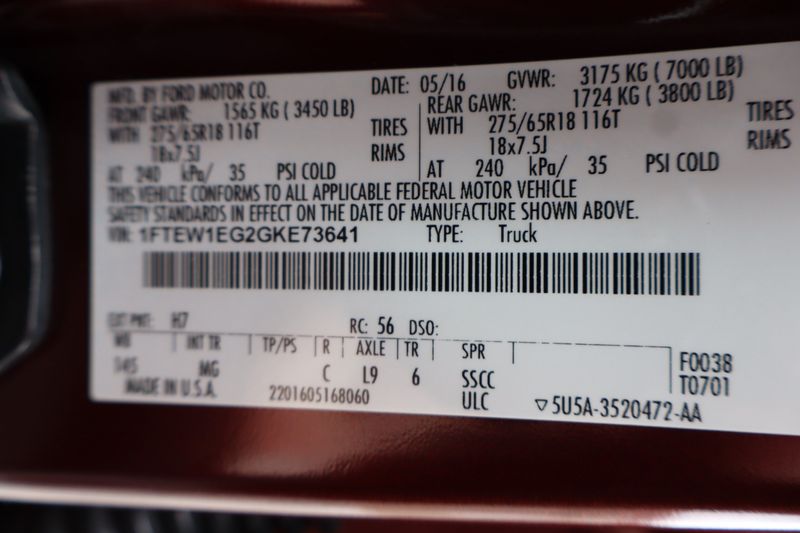 MFD. BY FORD MOTOR CO. DATE: 05/16 GVWR: 3175 KG ( 7000 LB)
FRONT GAWR: 1565 KG ( 3450 LB) REAR GAWR: 1724 KG ( 3800 LB)
WITH 275/65R18 116T TIRES WITH 275/65R18 116T TIRES
18x7.5J RIMS 18x7.5J RIMS
AT 240 kPa/ 35 PSI COLD AT 240 kPa/ 35 PSI COLD
THIS VEHICLE CONFORMS TO ALL APPLICABLE FEDERAL MOTOR VEHICLE
SAFETY STANDARDS IN EFFECT ON THE DATE OF MANUFACTURE SHOWN ABOVE.
VIN: 1FTEW1EG2GKE73641 TYPE: Truck
EXT PNT: H7 RC: 56 DSO:
WB INT TR TP/PS R AXLE TR SPR F0038
145 MG C L9 6 SSCC T0701
MADE IN U.S.A. 2201605168060 ULC ▽5U5A-3520472-AA